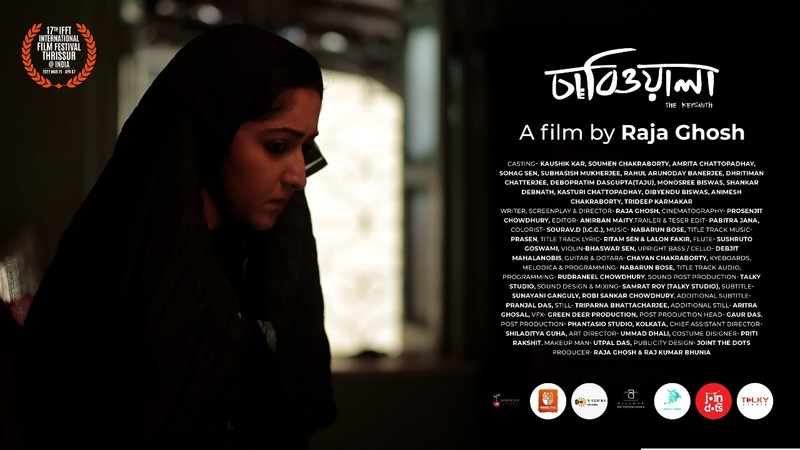 17TH IFFT
INTERNATIONAL
FILM FESTIVAL
THRISSUR
@ INDIA
2022 MAR 25 - APR 07
চাবিওয়ালা
THE KEYSMITH
A film by Raja Ghosh
CASTING- KAUSHIK KAR, SOUMEN CHAKRABORTY, AMRITA CHATTOPADHAY,
SOHAG SEN, SUBHASISH MUKHERJEE, RAHUL ARUNODAY BANERJEE, DHRITIMAN
CHATTERJEE, DEBOPRATIM DASGUPTA(TAJU), MONOSREE BISWAS, SHANKAR
DEBNATH, KASTURI CHATTOPADHAY, DIBYENDU BISWAS, ANIMESH
CHAKRABORTY, TRIDEEP KARMAKAR
WRITER, SCREENPLAY & DIRECTOR- RAJA GHOSH, CINEMATOGRAPHY- PROSENJIT
CHOWDHURY, EDITOR- ANIRBAN MAITY.TRAILER & TESER EDIT- PABITRA JANA,
COLORIST- SOURAV.D (I.C.G.), MUSIC- NABARUN BOSE, TITLE TRACK MUSIC-
PRASEN, TITLE TRACK LYRIC- RITAM SEN & LALON FAKIR, FLUTE- SUSHRUTO
GOSWAMI, VIOLIN-BHASWAR SEN, UPRIGHT BASS / CELLO- DEBJIT
MAHALANOBIS, GUITAR & DOTARA- CHAYAN CHAKRABORTY, KYEBOARDS,
MELODICA & PROGRAMMING- NABARUN BOSE, TITLE TRACK AUDIO,
PROGRAMMING- RUDRANEEL CHOWDHURY, SOUND POST PRODUCTION- TALKY
STUDIO, SOUND DESIGN & MIXING- SAMRAT ROY (TALKY STUDIO), SUBTITLE-
SUNAYANI GANGULY, ROBI SANKAR CHOWDHURY, ADDITIONAL SUBTITLE-
PRANJAL DAS, STILL- TRIPARNA BHATTACHARJEE, ADDITIONAL STILL- ARITRA
GHOSAL, VFX- GREEN DEER PRODUCTION, POST PRODUCTION HEAD- GAUR DAS,
POST PRODUCTION- PHANTASIO STUDIO, KOLKATA, CHIEF ASSISTANT DIRECTOR-
SHILADITYA GUHA, ART DIRECTOR- UMMAD DHALI, COSTUME DESIGNER- PRITI
RAKSHIT, MAKEUP MAN- UTPAL DAS, PUBLICITY DESIGN- JOINT THE DOTS
PRODUCER- RAJA GHOSH & RAJ KUMAR BHUNIA
join
dots
TALKY
STUDIO